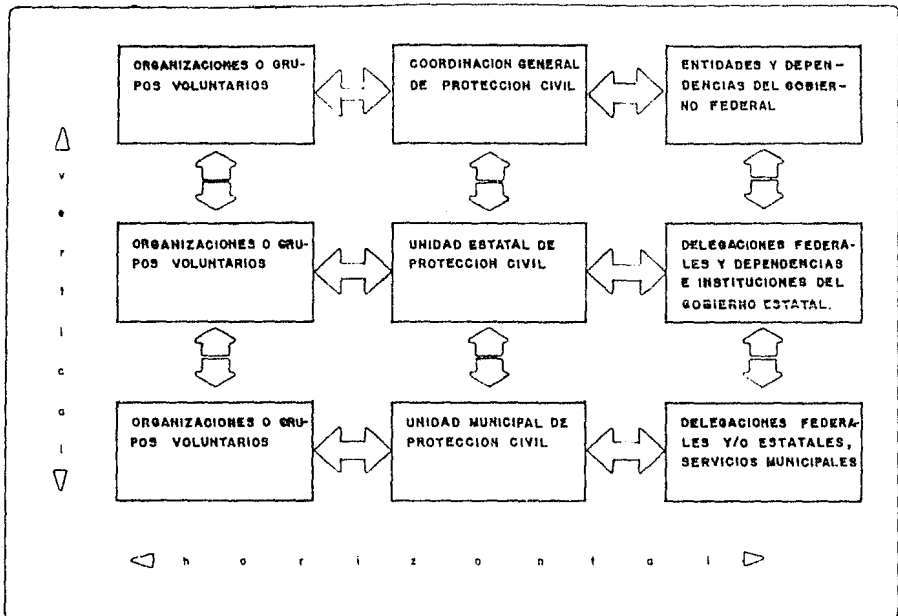 ORGANIZACIONES O GRU-
POS VOLUNTARIOS
COORDINACION GENERAL
DE PROTECCION CIVIL
ENTIDADES Y DEPEN-
DENCIAS DEL GOBIER-
NO FEDERAL
ORGANIZACIONES O GRU-
POS VOLUNTARIOS
UNIDAD ESTATAL DE
PROTECCION CIVIL
DELEGACIONES FEDERA-
LES Y DEPENDENCIAS
E INSTITUCIONES DEL
GOBIERNO ESTATAL.
ORGANIZACIONES O GRU-
POS VOLUNTARIOS
UNIDAD MUNICIPAL DE
PROTECCION CIVIL
DELEGACIONES FEDERA-
LES Y/O ESTATALES,
SERVICIOS MUNICIPALES
vertical
horizontal